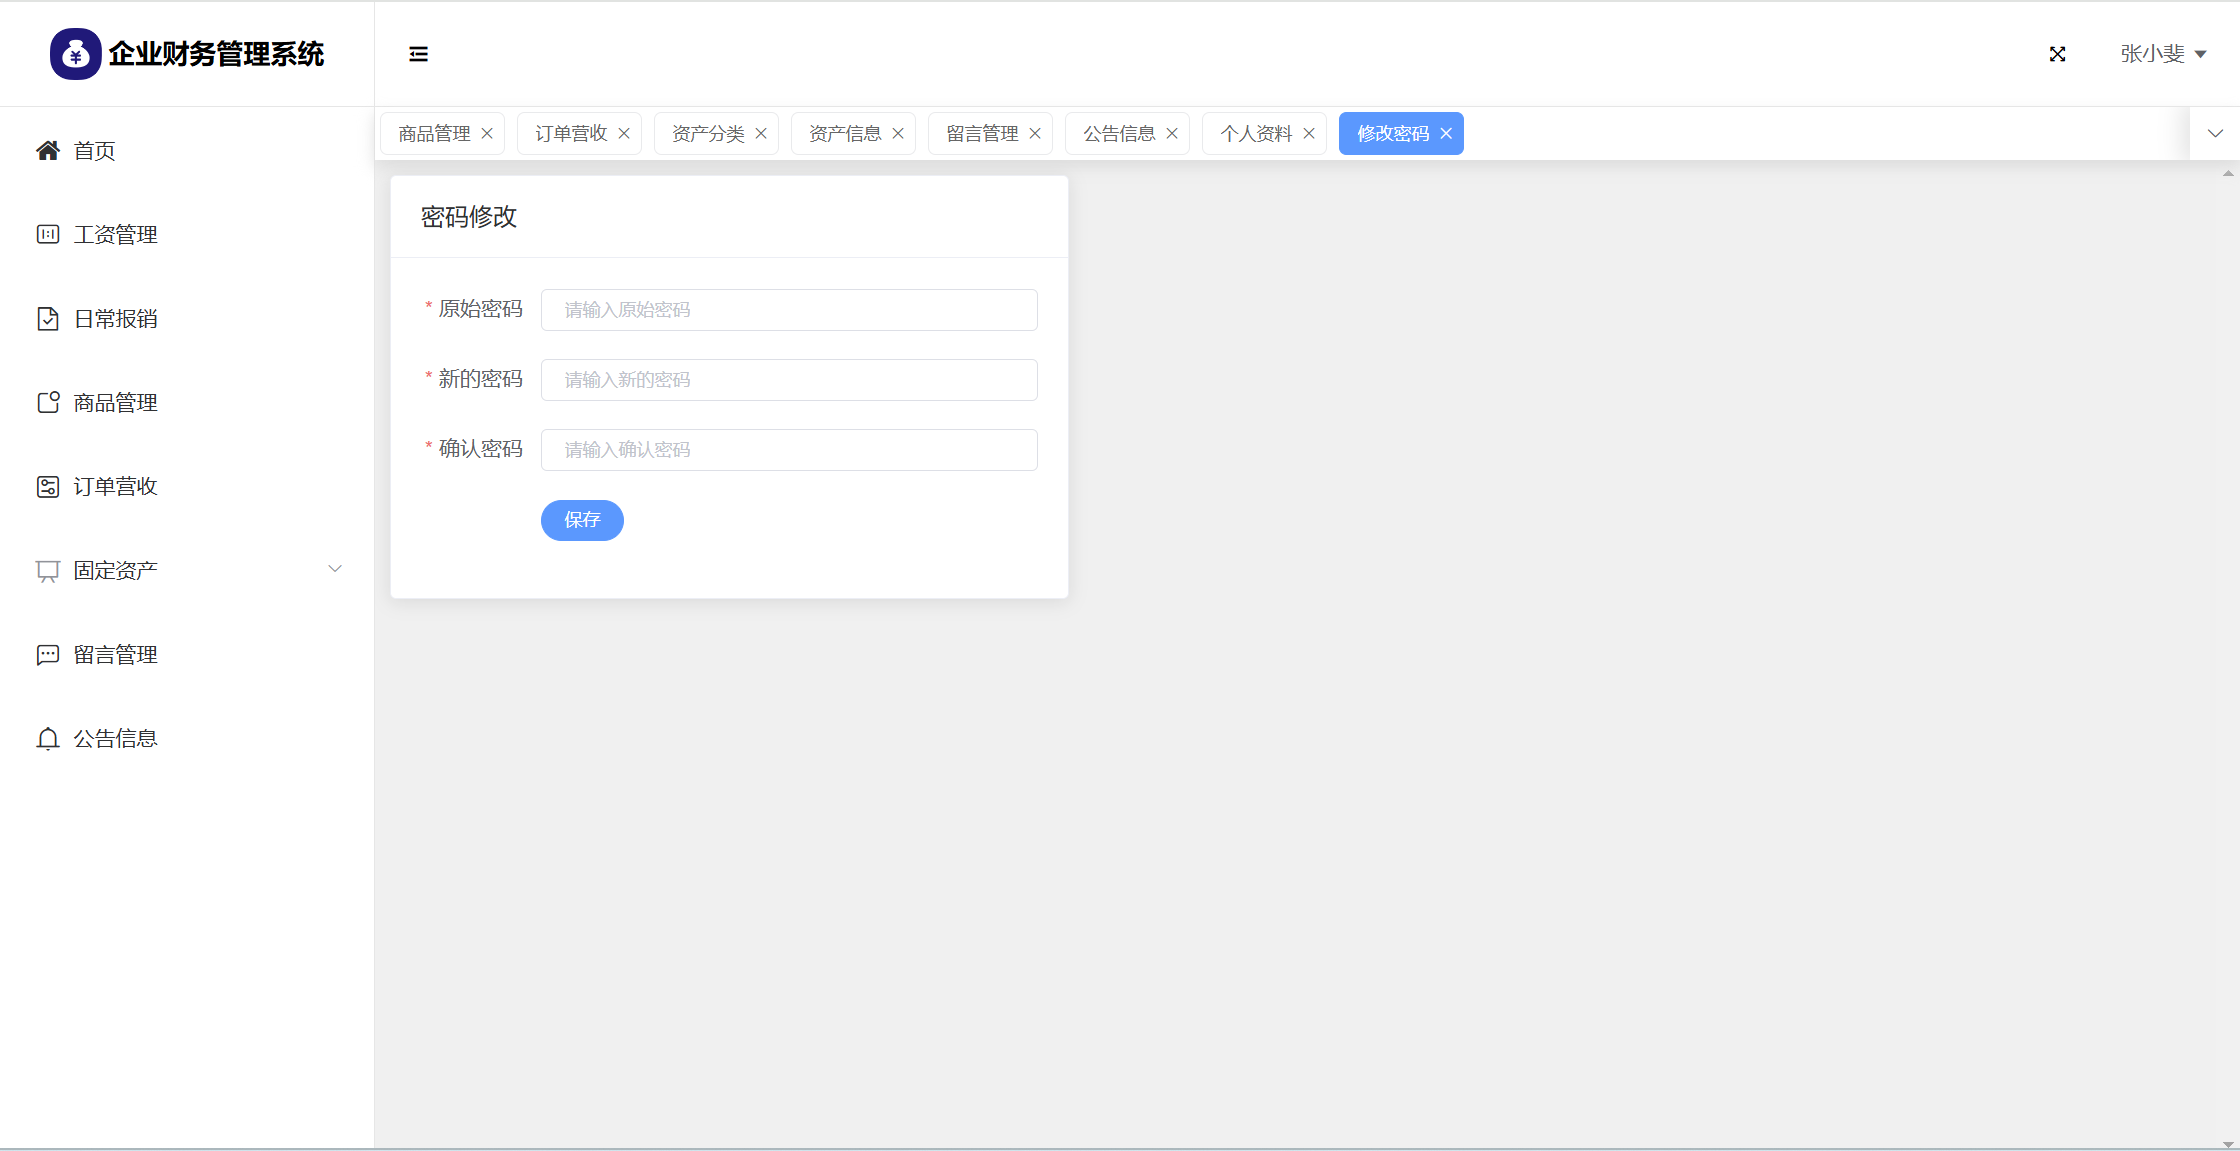 企业财务管理系统
张小斐
商品管理 订单营收 资产分类 资产信息 留言管理 公告信息 个人资料 修改密码
首页
工资管理
日常报销
商品管理
订单营收
固定资产
留言管理
公告信息
密码修改
* 原始密码 请输入原始密码
* 新的密码 请输入新的密码
* 确认密码 请输入确认密码
保存